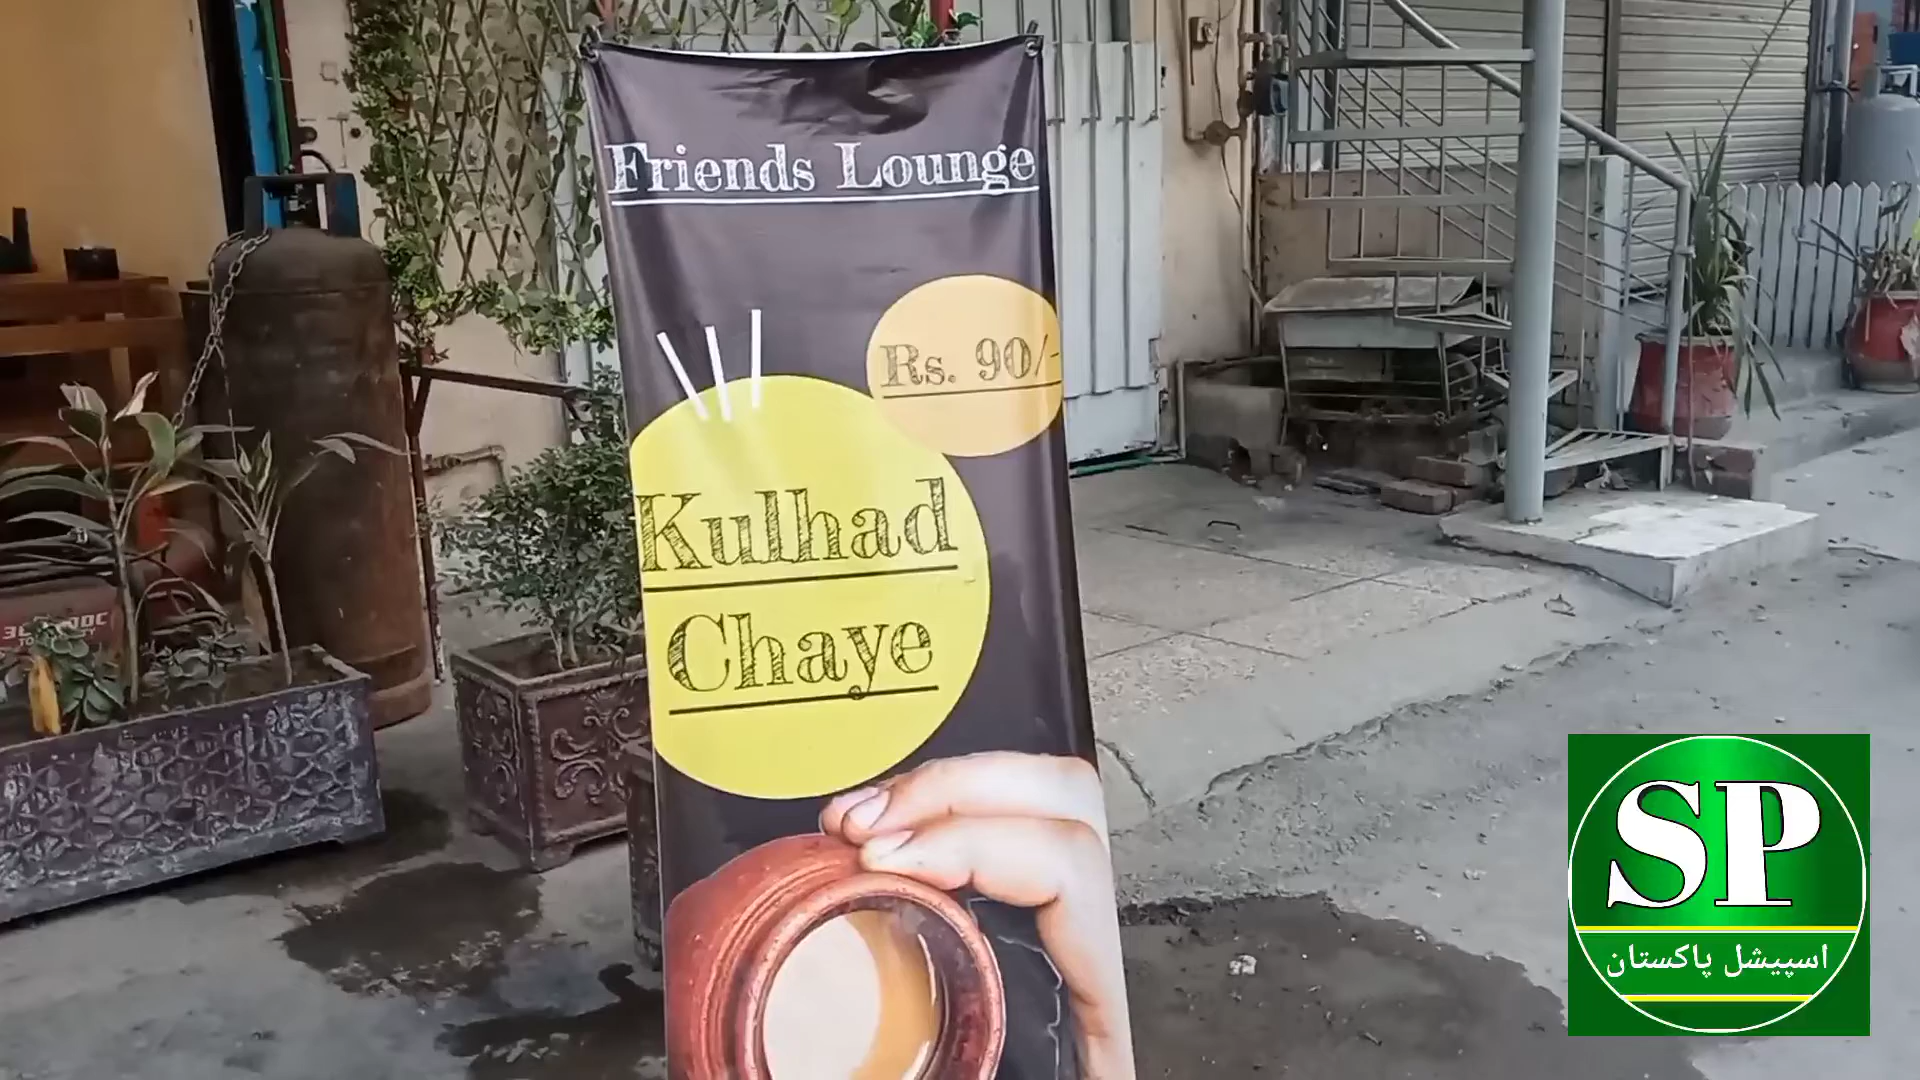 Friends Lounge
Rs. 90/-
Kulhad
Chaye
SP
اسپیشل پاکستان